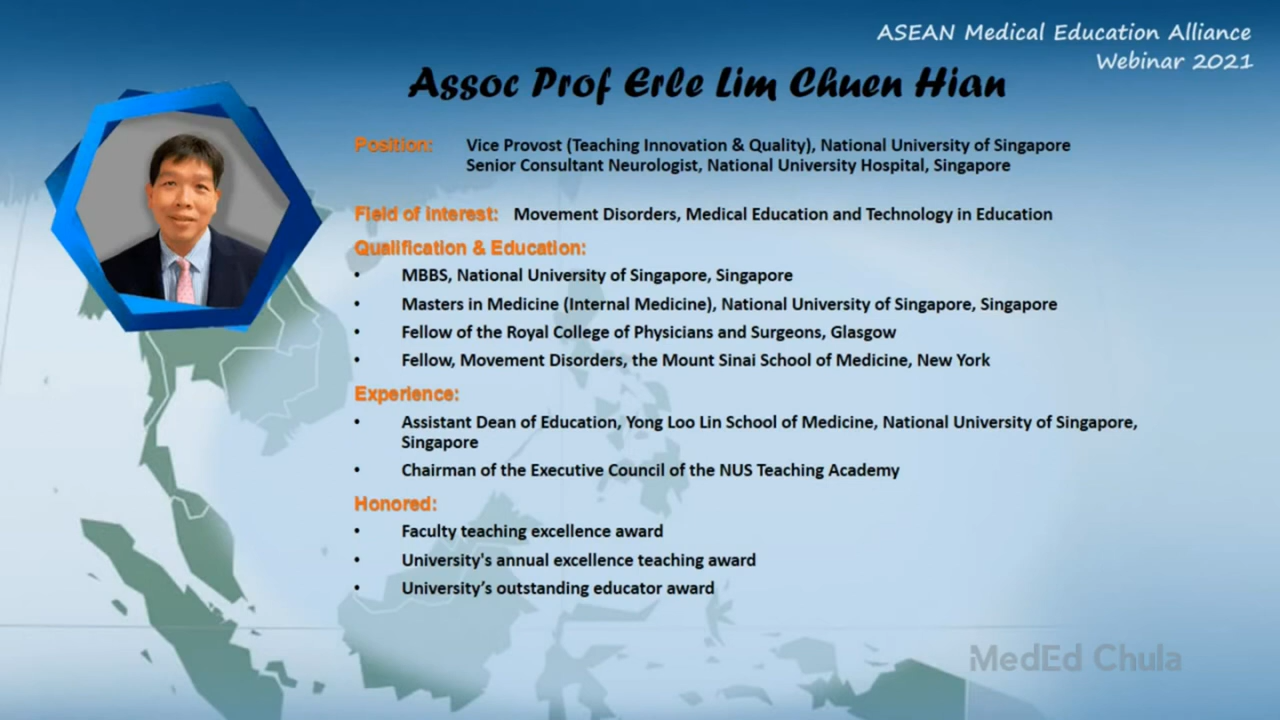 ASEAN Medical Education Alliance
Webinar 2021
Assoc Prof Erle Lim Chuen Hian
Position: Vice Provost (Teaching Innovation & Quality), National University of Singapore
Senior Consultant Neurologist, National University Hospital, Singapore
Field of Interest: Movement Disorders, Medical Education and Technology in Education
Qualification & Education:
• MBBS, National University of Singapore, Singapore
• Masters in Medicine (Internal Medicine), National University of Singapore, Singapore
• Fellow of the Royal College of Physicians and Surgeons, Glasgow
• Fellow, Movement Disorders, the Mount Sinai School of Medicine, New York
Experience:
• Assistant Dean of Education, Yong Loo Lin School of Medicine, National University of Singapore,
Singapore
• Chairman of the Executive Council of the NUS Teaching Academy
Honored:
• Faculty teaching excellence award
• University's annual excellence teaching award
• University’s outstanding educator award
MedEd Chula